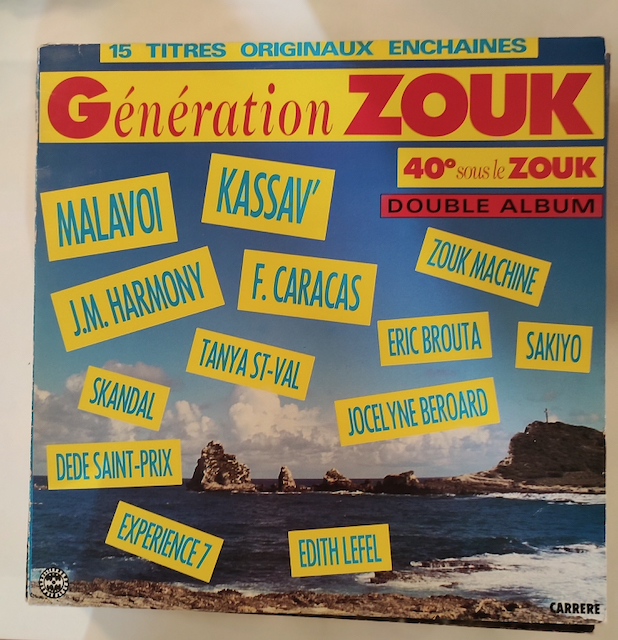 15 TITRES ORIGINAUX ENCHAINES
Génération ZOUK
40° sous le ZOUK
DOUBLE ALBUM
MALAVOI
KASSAV'
ZOUK MACHINE
J.M. HARMONY
F. CARACAS
ERIC BROUTA
SAKIYO
TANYA ST-VAL
SKANDAL
JOCELYNE BEROARD
DEDE SAINT-PRIX
EXPERIENCE 7
EDITH LEFEL
CARRERE